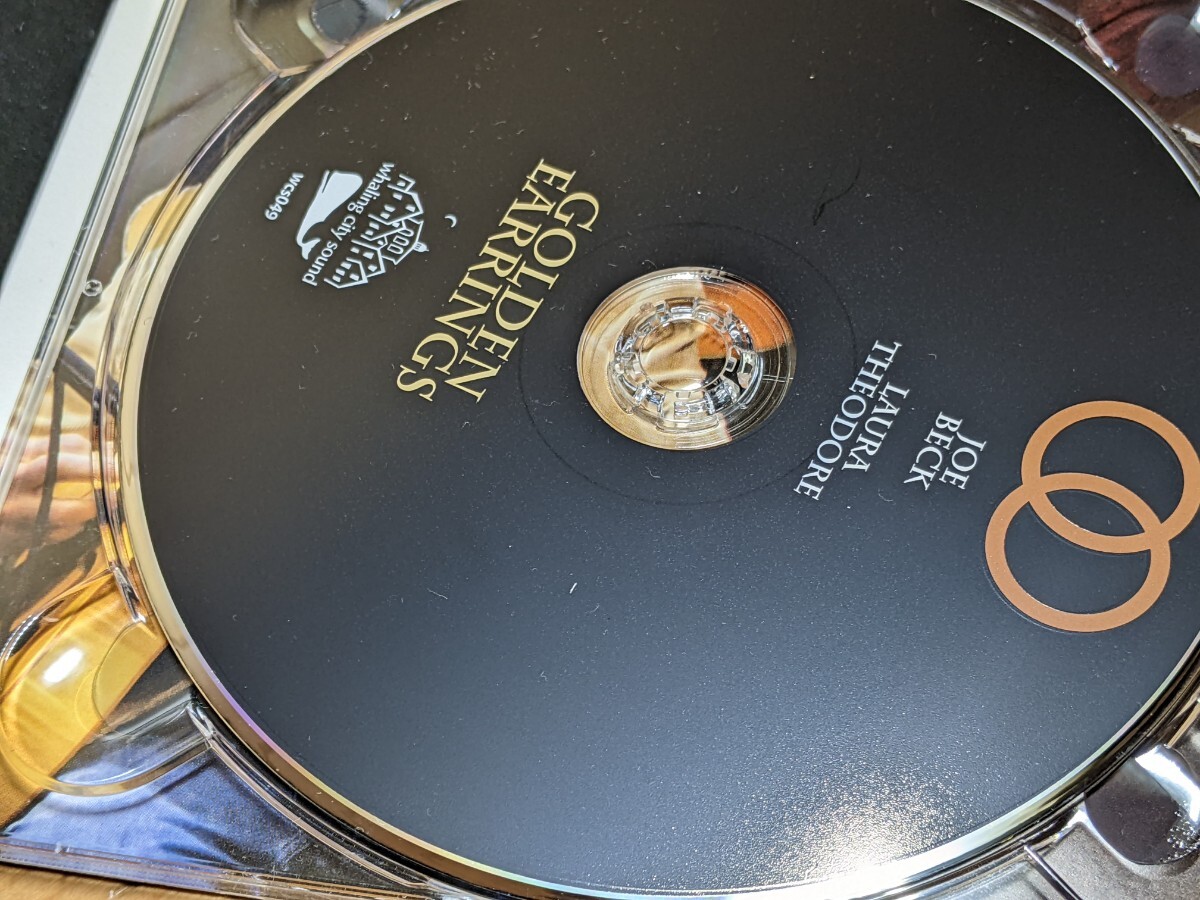 JOE
BECK
LAURA
THEODORE
GOLDEN
EARRINGS
whaling city sound
wcs049